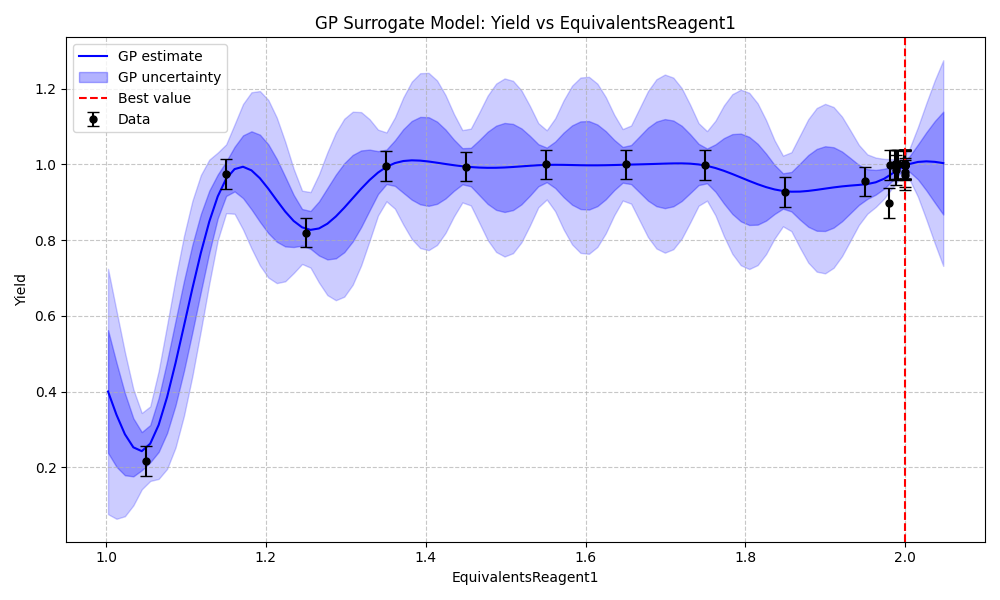 GP Surrogate Model: Yield vs EquivalentsReagent1
GP estimate
GP uncertainty
Best value
Data
Yield
1.2
1.0
0.8
0.6
0.4
0.2
1.0 1.2 1.4 1.6 1.8 2.0
EquivalentsReagent1